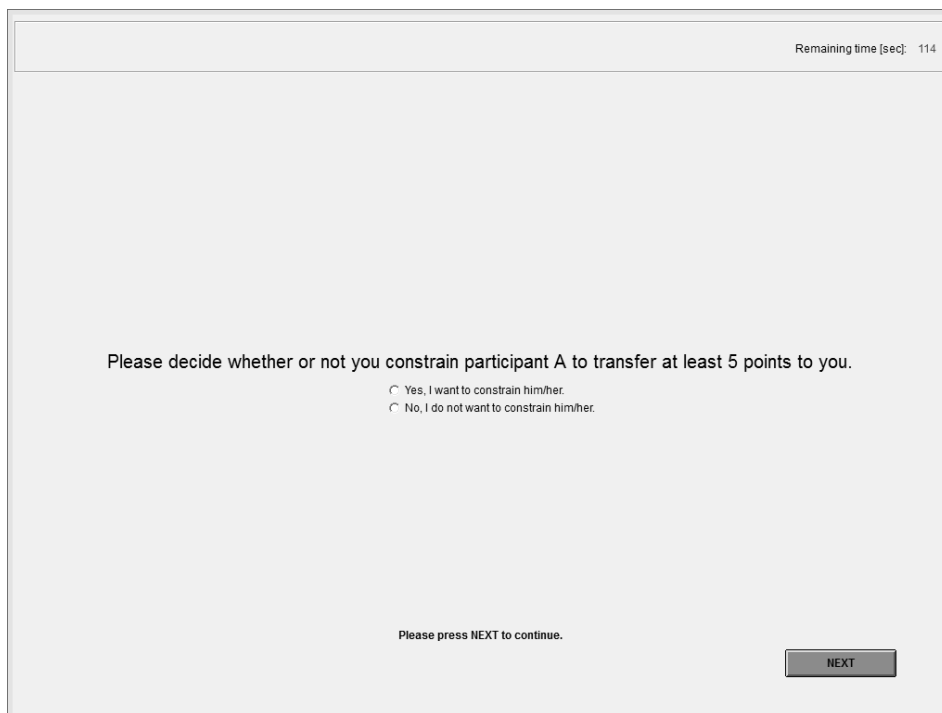 Remaining time [sec]: 114
Please decide whether or not you constrain participant A to transfer at least 5 points to you.
Yes, I want to constrain him/her.
No, I do not want to constrain him/her.
Please press NEXT to continue.
NEXT